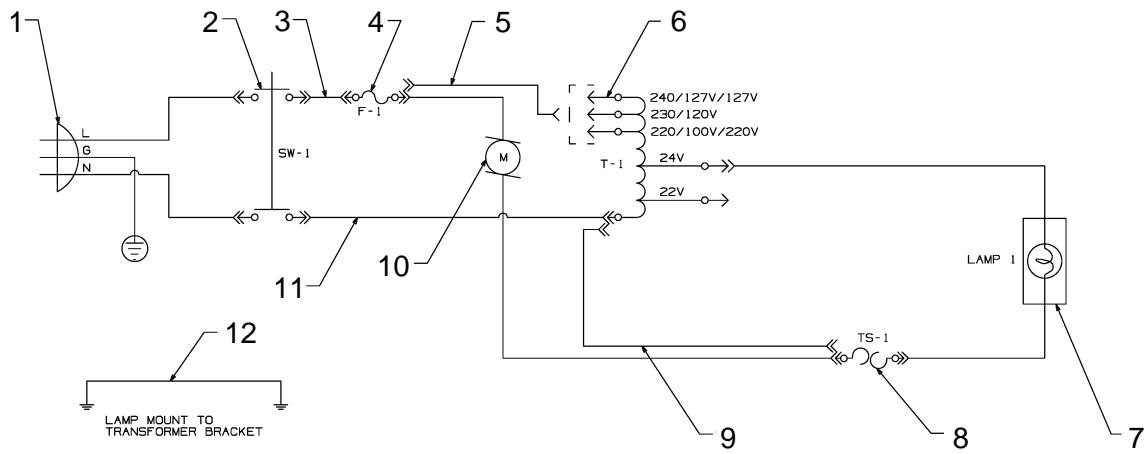 1
2
3
4
5
6
240/127V/127V
230/120V
220/100V/220V
F-1
L
G
N
SW-1
M
T-1
24V
22V
10
11
LAMP 1
12
TS-1
LAMP MOUNT TO
TRANSFORMER BRACKET
9
8
7